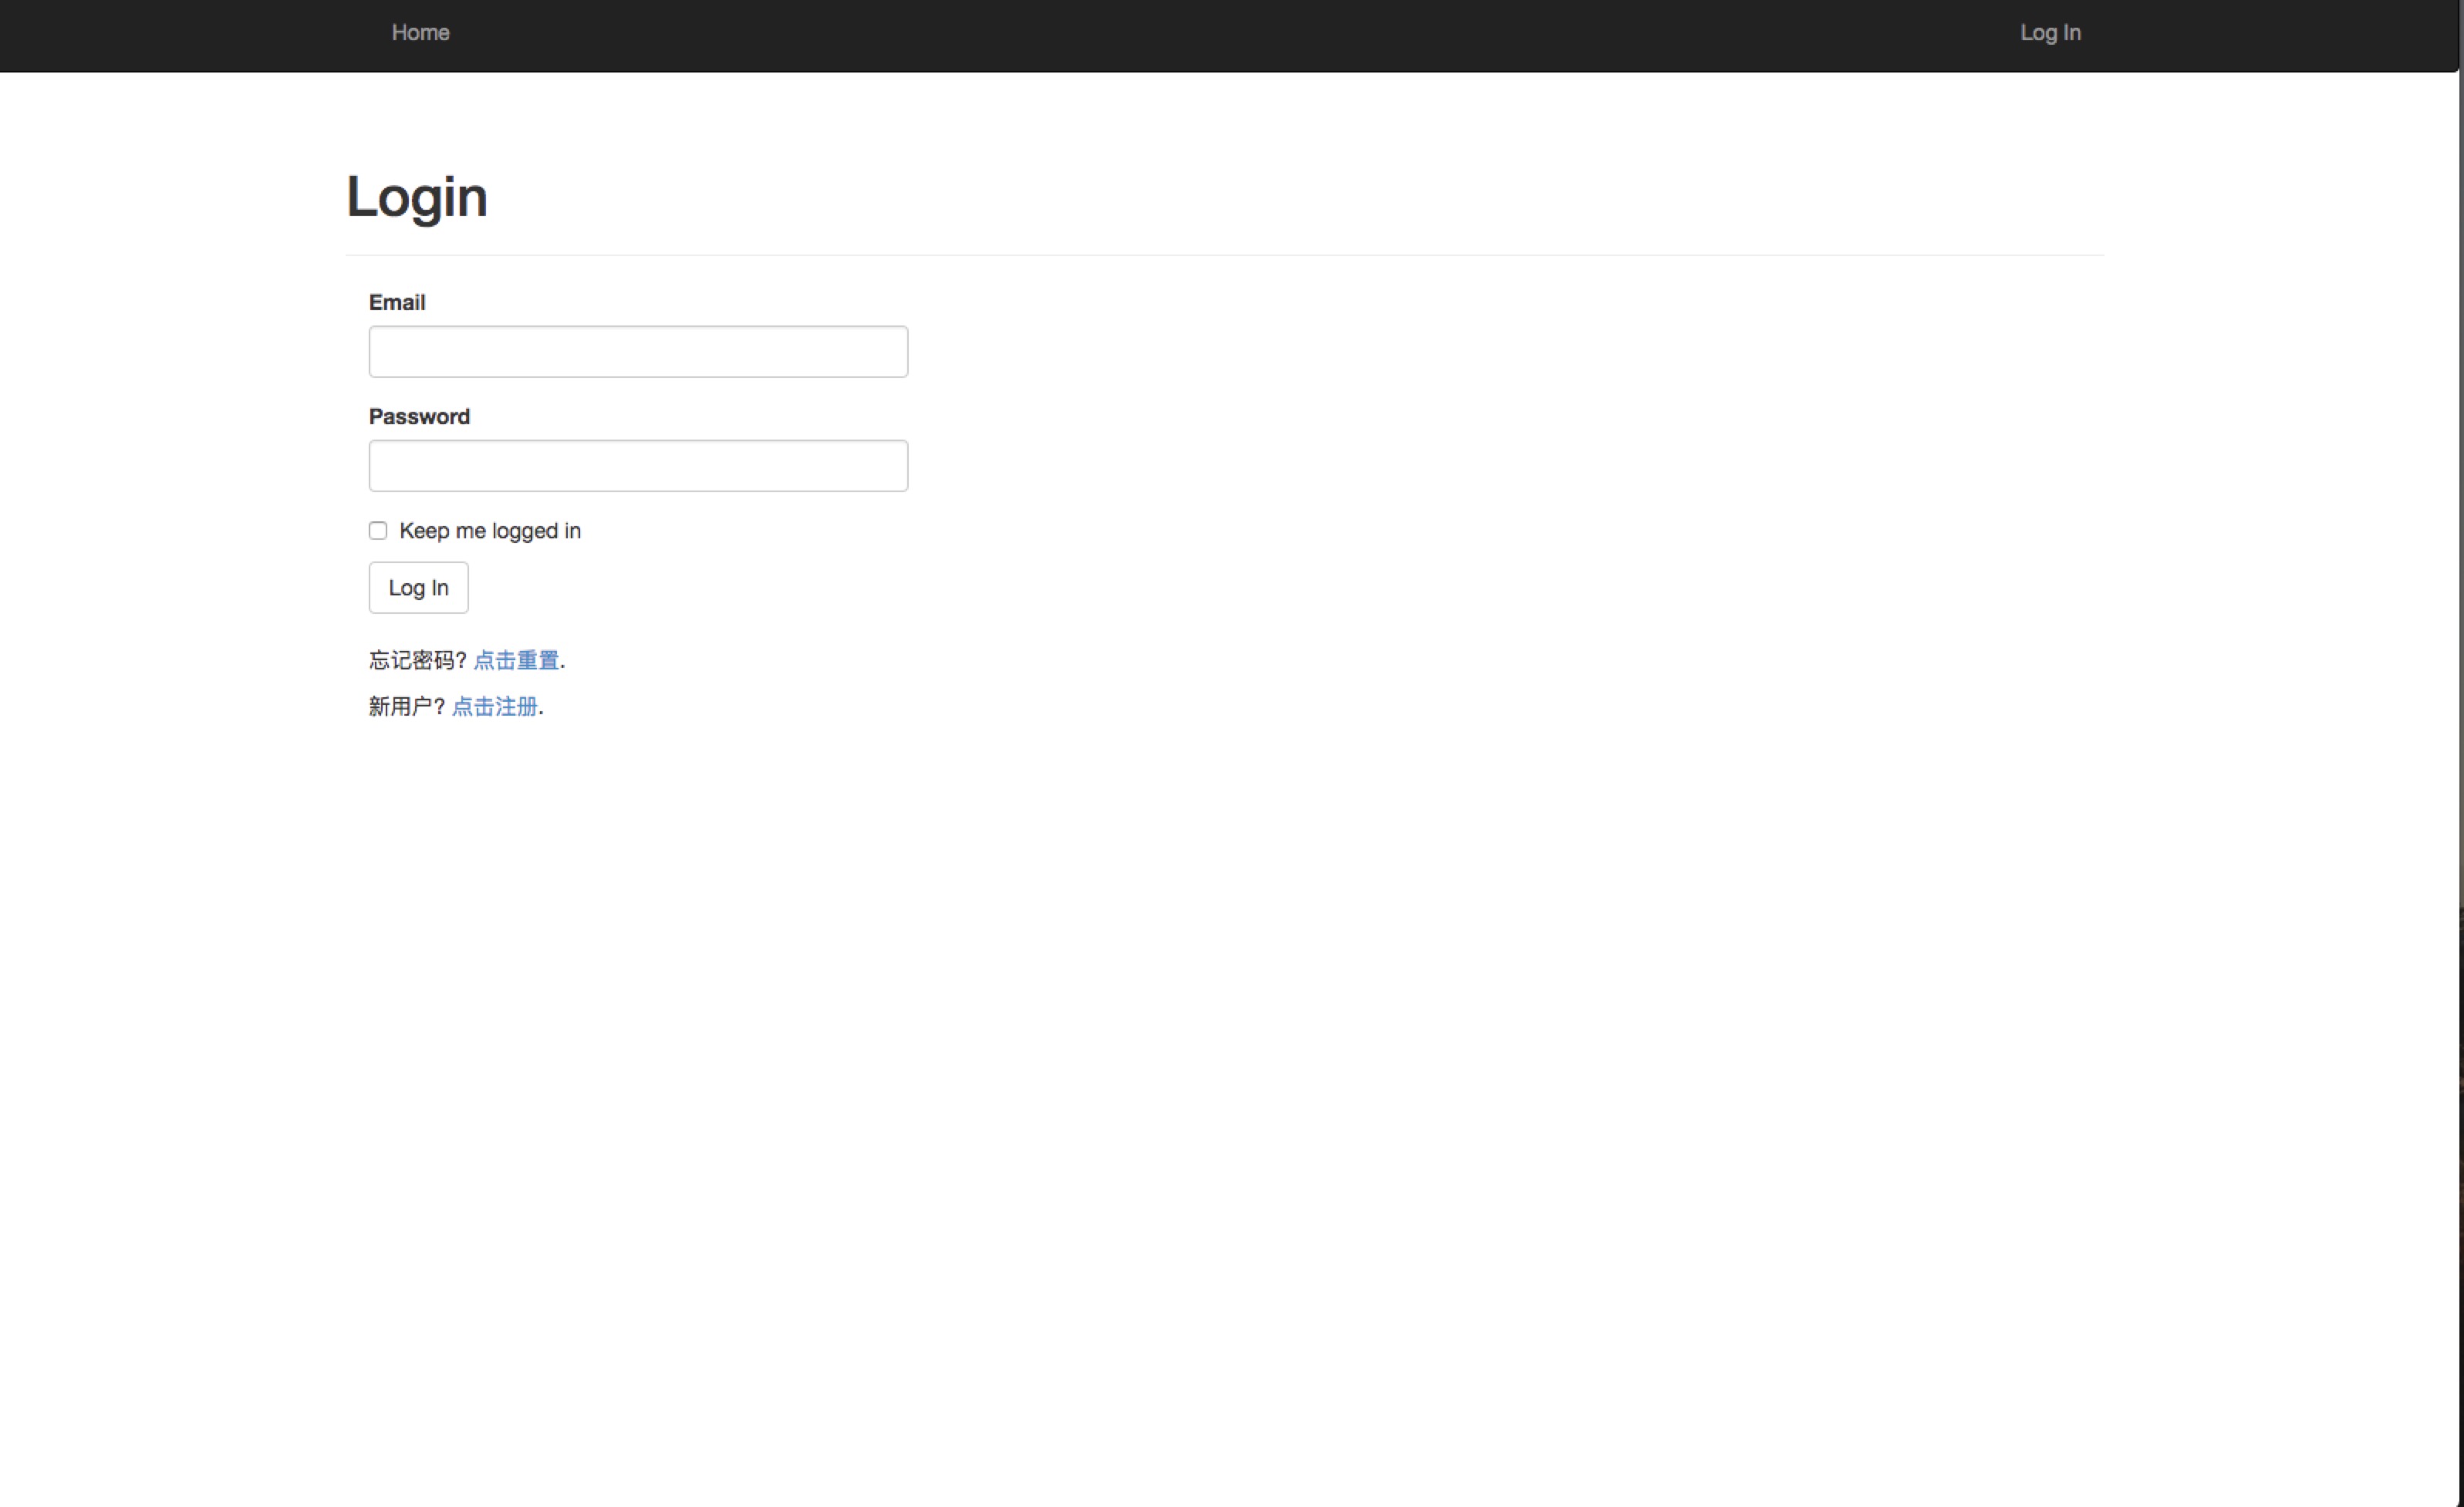 Home Log In
Login
Email
Password
Keep me logged in
Log In
忘记密码? 点击重置.
新用户? 点击注册.